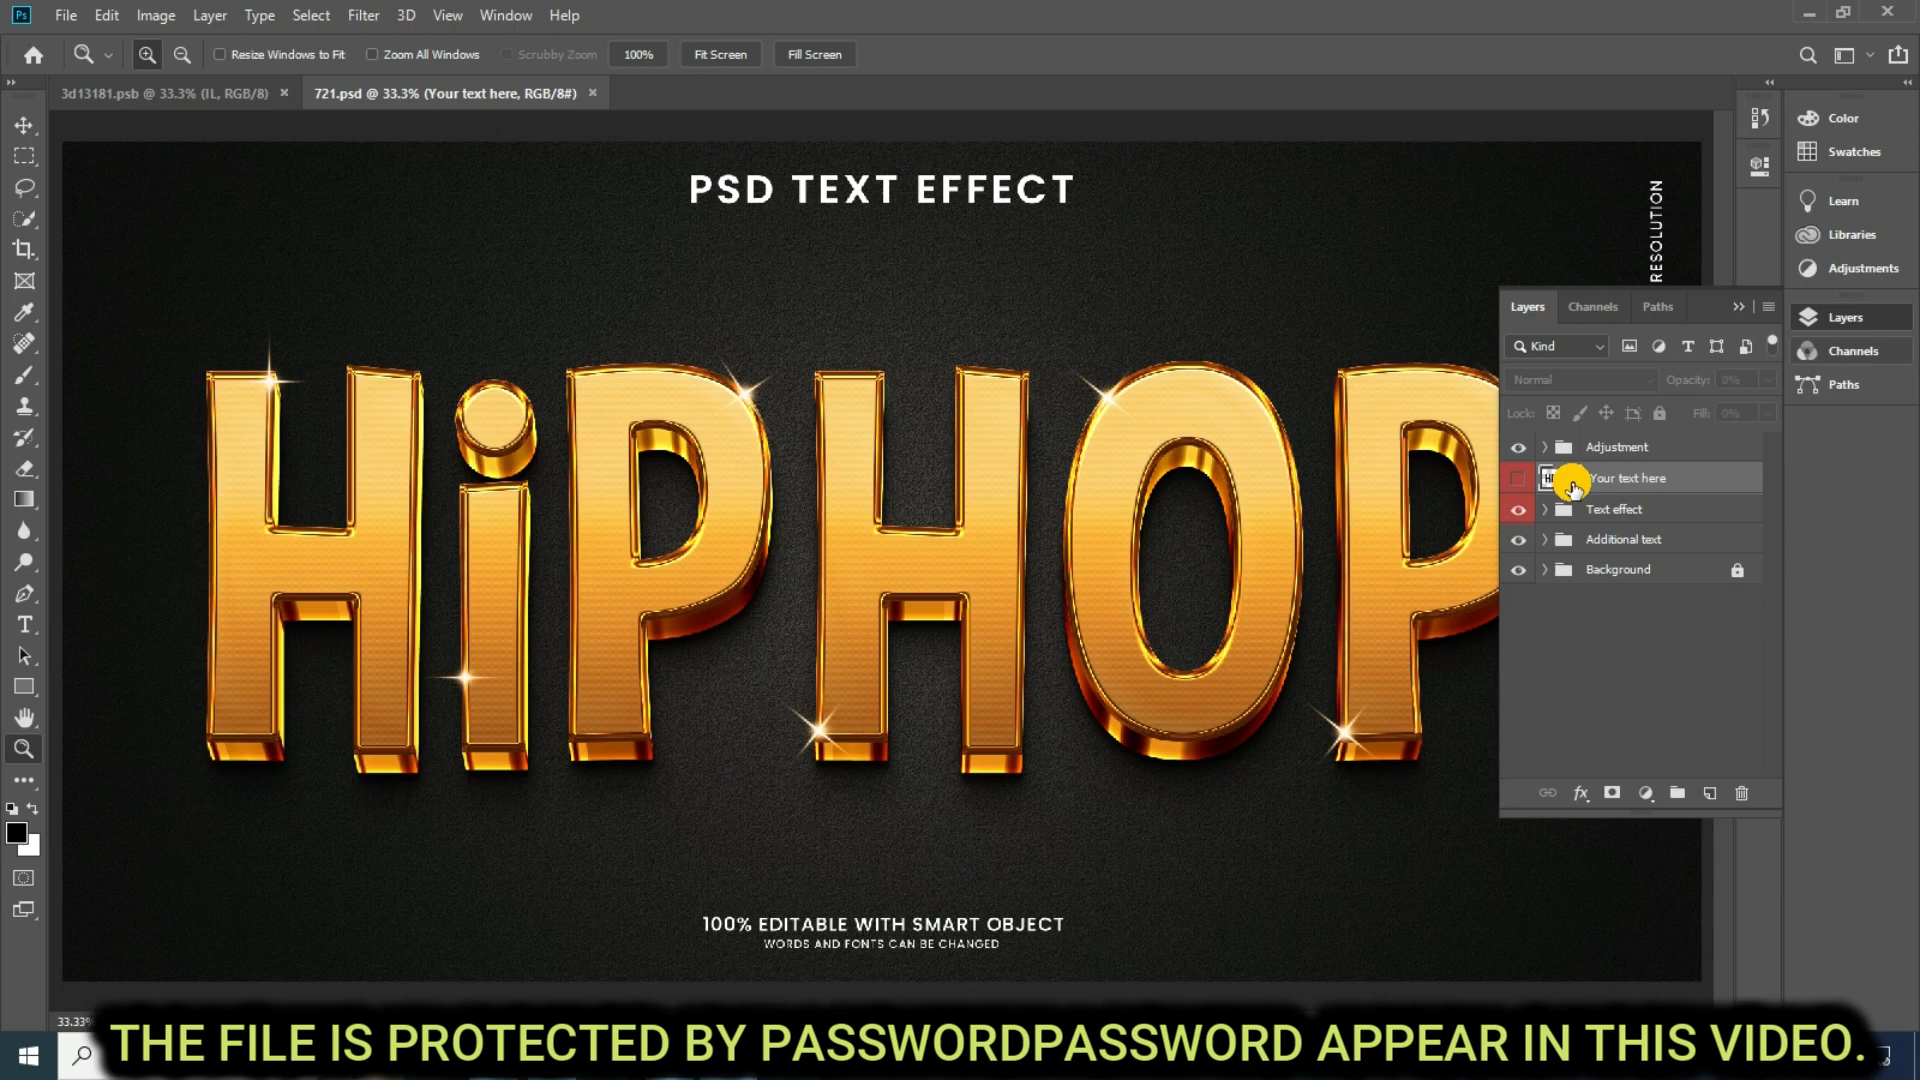 Ps File Edit Image Layer Type Select Filter 3D View Window Help
Resize Windows to Fit Zoom All Windows Scrubby Zoom 100% Fit Screen Fill Screen
3d13181.psb @ 33.3% (IL, RGB/8) × 721.psd @ 33.3% (Your text here, RGB/8#) ×
PSD TEXT EFFECT
RESOLUTION
HiPHOP
100% EDITABLE WITH SMART OBJECT
WORDS AND FONTS CAN BE CHANGED
Color
Swatches
Learn
Libraries
Adjustments
Layers
Channels
Paths
Layers Channels Paths
Kind
Normal Opacity: 0%
Lock: Fill: 0%
Adjustment
Your text here
Text effect
Additional text
Background
33.33%
THE FILE IS PROTECTED BY PASSWORDPASSWORD APPEAR IN THIS VIDEO.